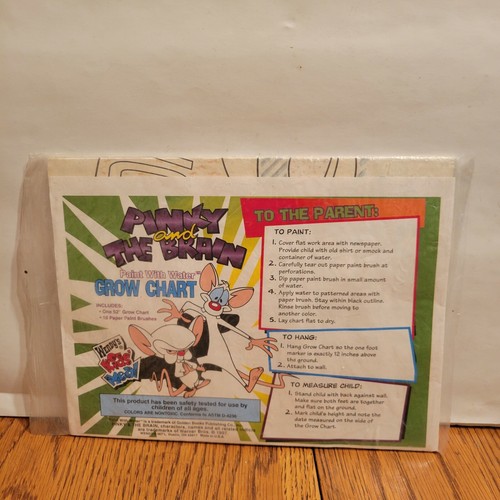 PINKY
and
THE BRAIN
Paint With Water™
GROW CHART
INCLUDES:
• One 52" Grow Chart
Wendy's
Kids'
Meal
This product has been safety tested for use by
children of all ages.
COLORS ARE NONTOXIC. Conforms to ASTM D-4236
TO THE PARENT:
TO PAINT:
1. Cover flat work area with newspaper.
Provide child with old shirt or smock and
container of water.
2. Carefully tear out paper paint brush at
perforations.
3. Dip paper paint brush in small amount
of water.
4. Apply water to patterned areas with
paper brush. Stay within black outline.
Rinse brush before moving to
another color.
5. Lay chart flat to dry.
TO HANG:
1. Hang Grow Chart so the one foot
marker is exactly 12 inches above
the ground.
2. Attach to wall.
TO MEASURE CHILD:
1. Stand child with back against wall.
Make sure both feet are together
and flat on the ground.
2. Mark child's height and note the
date measured on the side
of the Grow Chart.